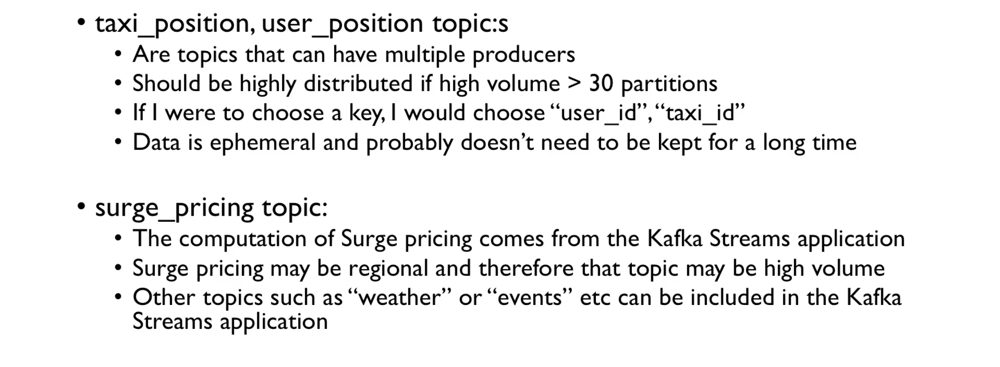 • taxi_position, user_position topic:s
• Are topics that can have multiple producers
• Should be highly distributed if high volume > 30 partitions
• If I were to choose a key, I would choose “user_id”, “taxi_id”
• Data is ephemeral and probably doesn’t need to be kept for a long time
• surge_pricing topic:
• The computation of Surge pricing comes from the Kafka Streams application
• Surge pricing may be regional and therefore that topic may be high volume
• Other topics such as “weather” or “events” etc can be included in the Kafka
Streams application